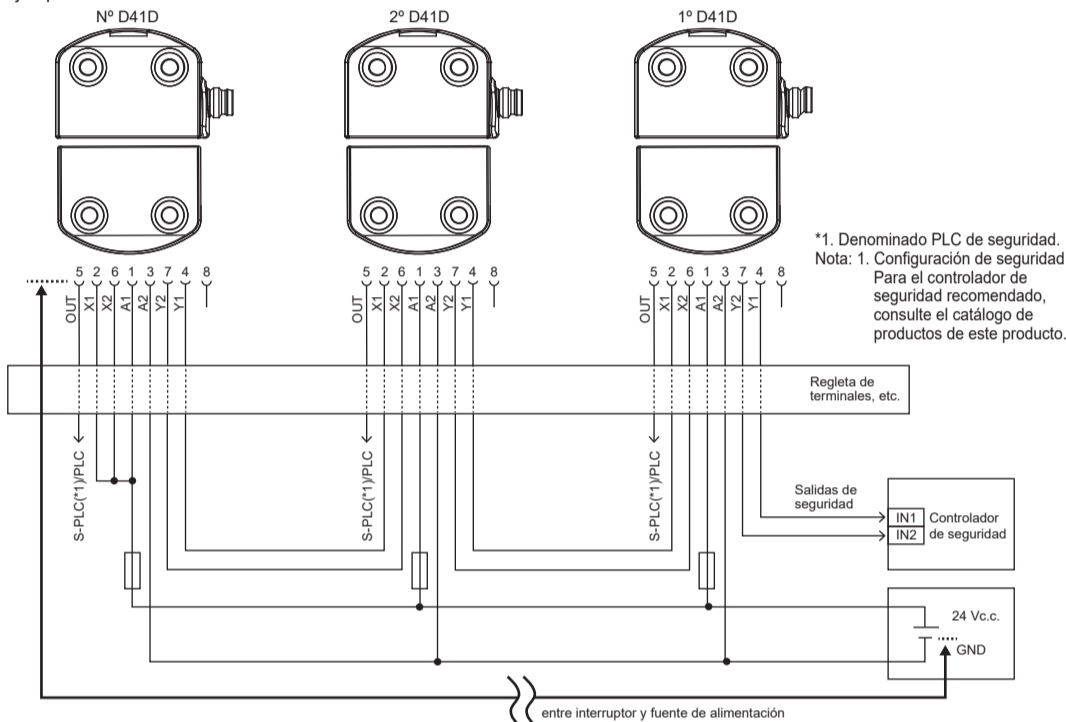 Nº D41D
2º D41D
1º D41D
*1. Denominado PLC de seguridad.
Nota: 1. Configuración de seguridad
Para el controlador de
seguridad recomendado,
consulte el catálogo de
productos de este producto.
5 2 6 1 3 7 4 8
OUT X1 X2 A1 A2 Y2 Y1
5 2 6 1 3 7 4 8
OUT X1 X2 A1 A2 Y2 Y1
5 2 6 1 3 7 4 8
OUT X1 X2 A1 A2 Y2 Y1
Regleta de
terminales, etc.
S-PLC(*1)/PLC
S-PLC(*1)/PLC
S-PLC(*1)/PLC
Salidas de
seguridad
IN1
IN2
Controlador
de seguridad
24 Vc.c.
GND
entre interruptor y fuente de alimentación